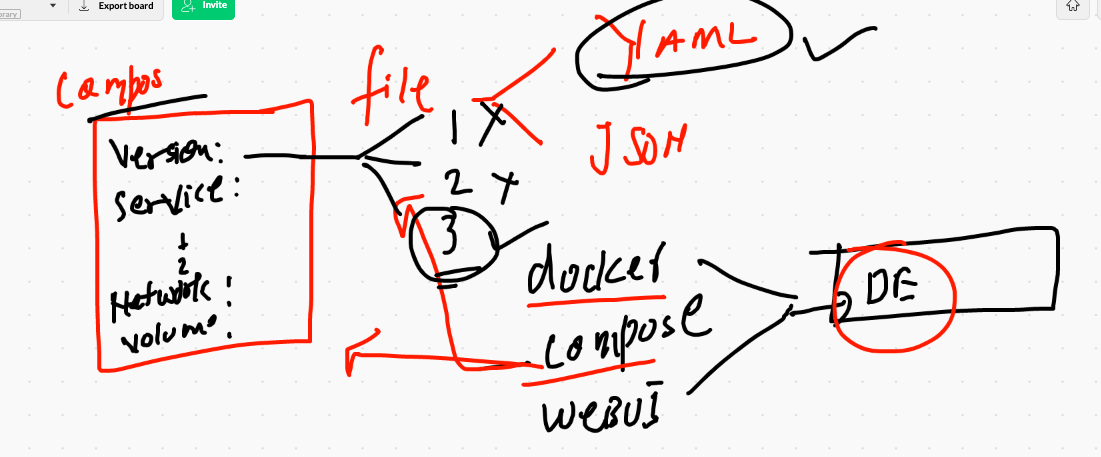 rary
Export board
Invite
Compos
file
YAML
JSON
Version:
Service:
1
2
Network:
Volume:
1 X
2 X
3
docker
compose
WeBUI
DE